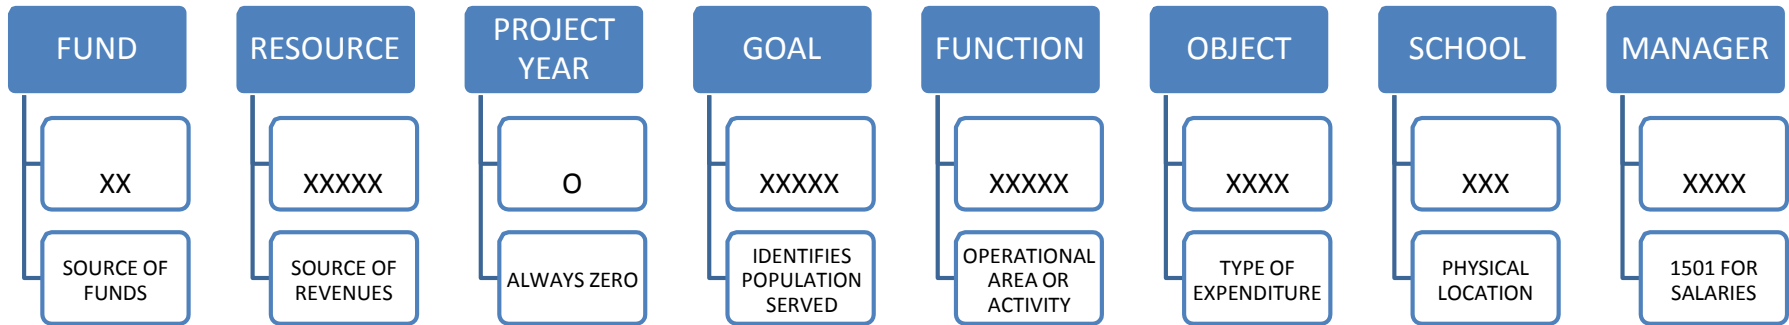 FUND
XX
SOURCE OF
FUNDS
RESOURCE
XXXXX
SOURCE OF
REVENUES
PROJECT
YEAR
O
ALWAYS ZERO
GOAL
XXXXX
IDENTIFIES
POPULATION
SERVED
FUNCTION
XXXXX
OPERATIONAL
AREA OR
ACTIVITY
OBJECT
XXXX
TYPE OF
EXPENDITURE
SCHOOL
XXX
PHYSICAL
LOCATION
MANAGER
XXXX
1501 FOR
SALARIES